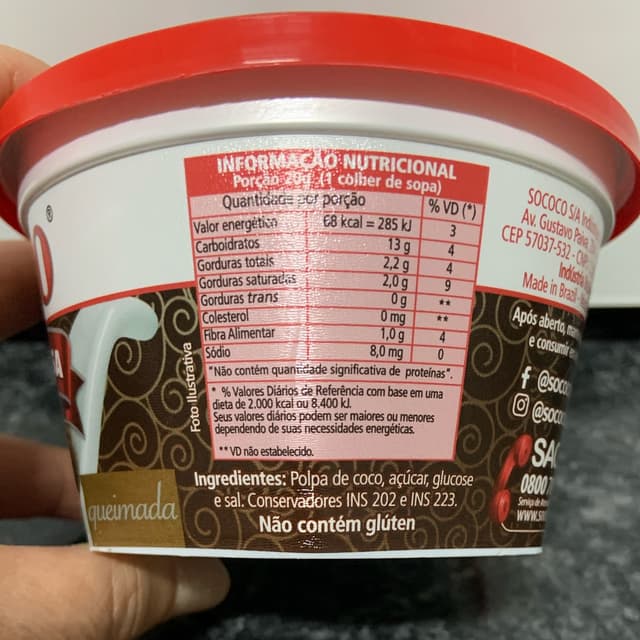 INFORMAÇÃO NUTRICIONAL
Porção 20g (1 colher de sopa)
Quantidade por porção % VD (*)
Valor energético 68 kcal = 285 kJ 3
Carboidratos 13 g 4
Gorduras totais 2,2 g 4
Gorduras saturadas 2,0 g 9
Gorduras trans 0 g **
Colesterol 0 mg **
Fibra Alimentar 1,0 g 4
Sódio 8,0 mg 0
*Não contém quantidade significativa de proteínas*.
* % Valores Diários de Referência com base em uma
dieta de 2.000 kcal ou 8.400 kJ.
Seus valores diários podem ser maiores ou menores
dependendo de suas necessidades energéticas.
** VD não estabelecido.
Foto Ilustrativa
Ingredientes: Polpa de coco, açúcar, glucose
e sal. Conservadores INS 202 e INS 223.
Não contém glúten
queimada
®
SOCOCO S/A
Av. Gustavo Paiva,
CEP 57037-532 -
Made in Brazil
Após aberto,
e consumir
0800